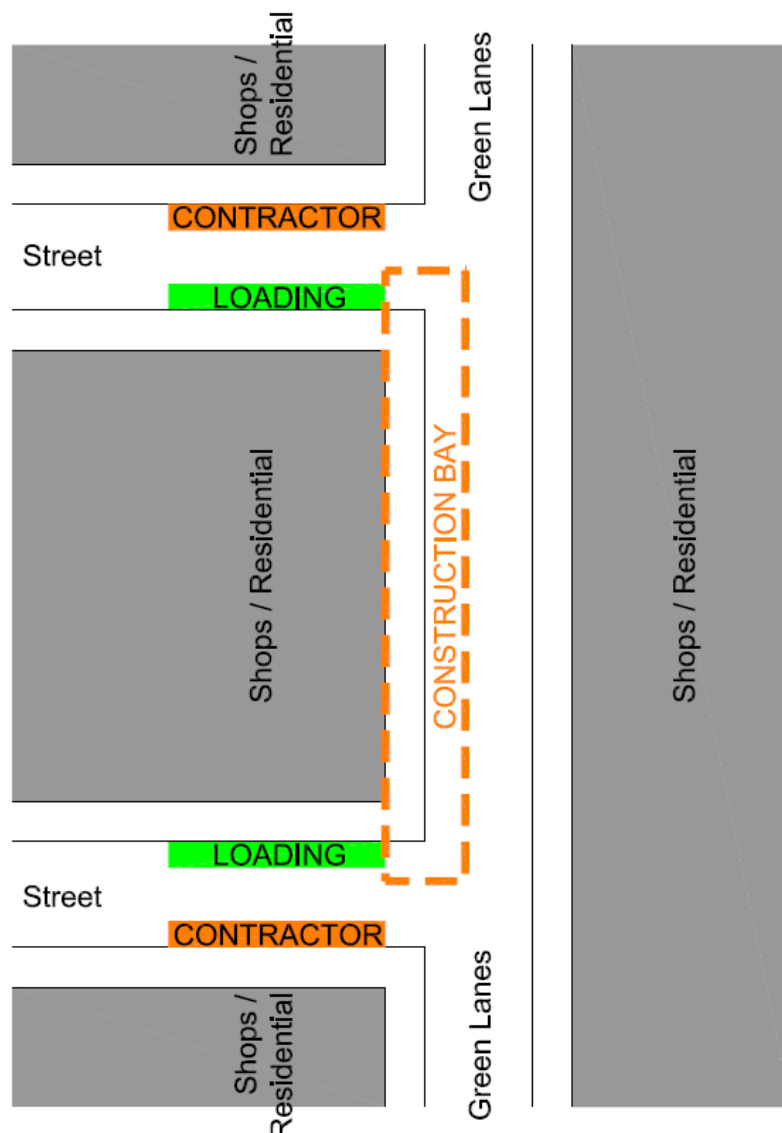 Shops /
Residential
Green Lanes
CONTRACTOR
Street
LOADING
CONSTRUCTION BAY
Shops / Residential
Shops / Residential
LOADING
Street
CONTRACTOR
Shops /
Residential
Green Lanes